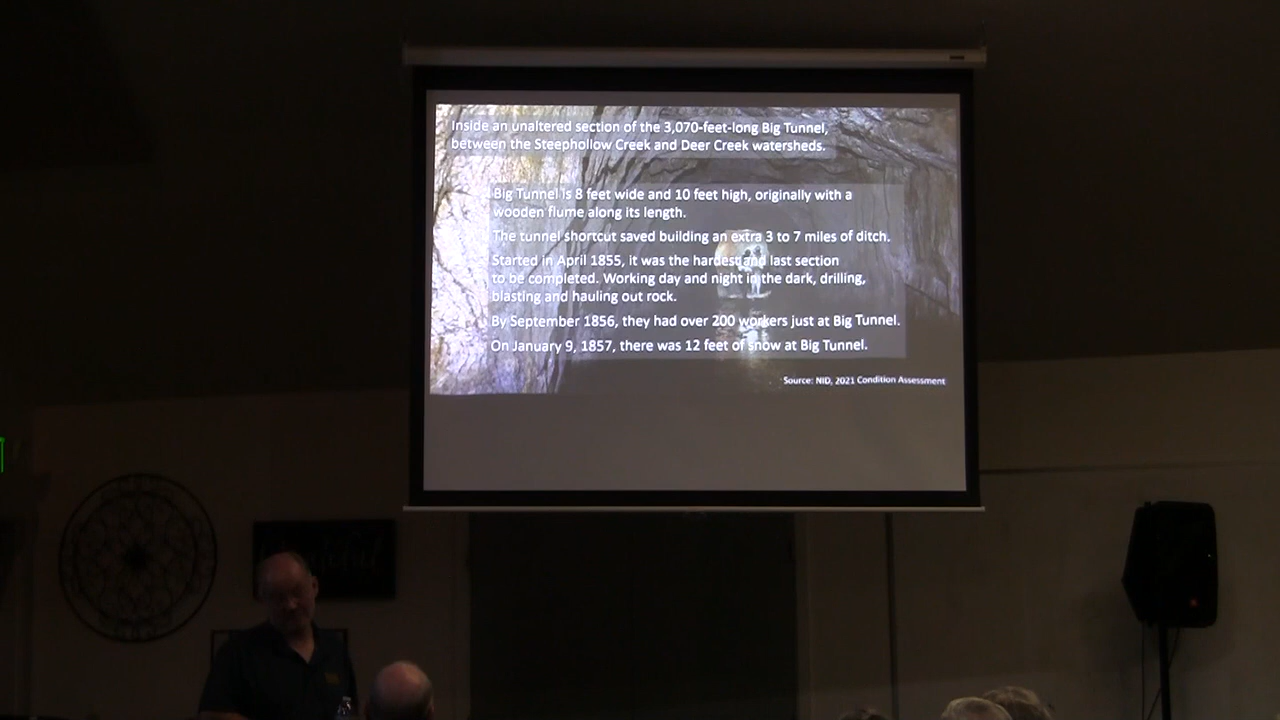 Inside an unaltered section of the 3,070-feet-long Big Tunnel,
between the Steephollow Creek and Deer Creek watersheds.
Big Tunnel is 8 feet wide and 10 feet high, originally with a
wooden flume along its length.
The tunnel shortcut saved building an extra 3 to 7 miles of ditch.
Started in April 1855, it was the hardest and last section
to be completed. Working day and night in the dark, drilling,
blasting and hauling out rock.
By September 1856, they had over 200 workers just at Big Tunnel.
On January 9, 1857, there was 12 feet of snow at Big Tunnel.
Source: NID, 2021 Condition Assessment